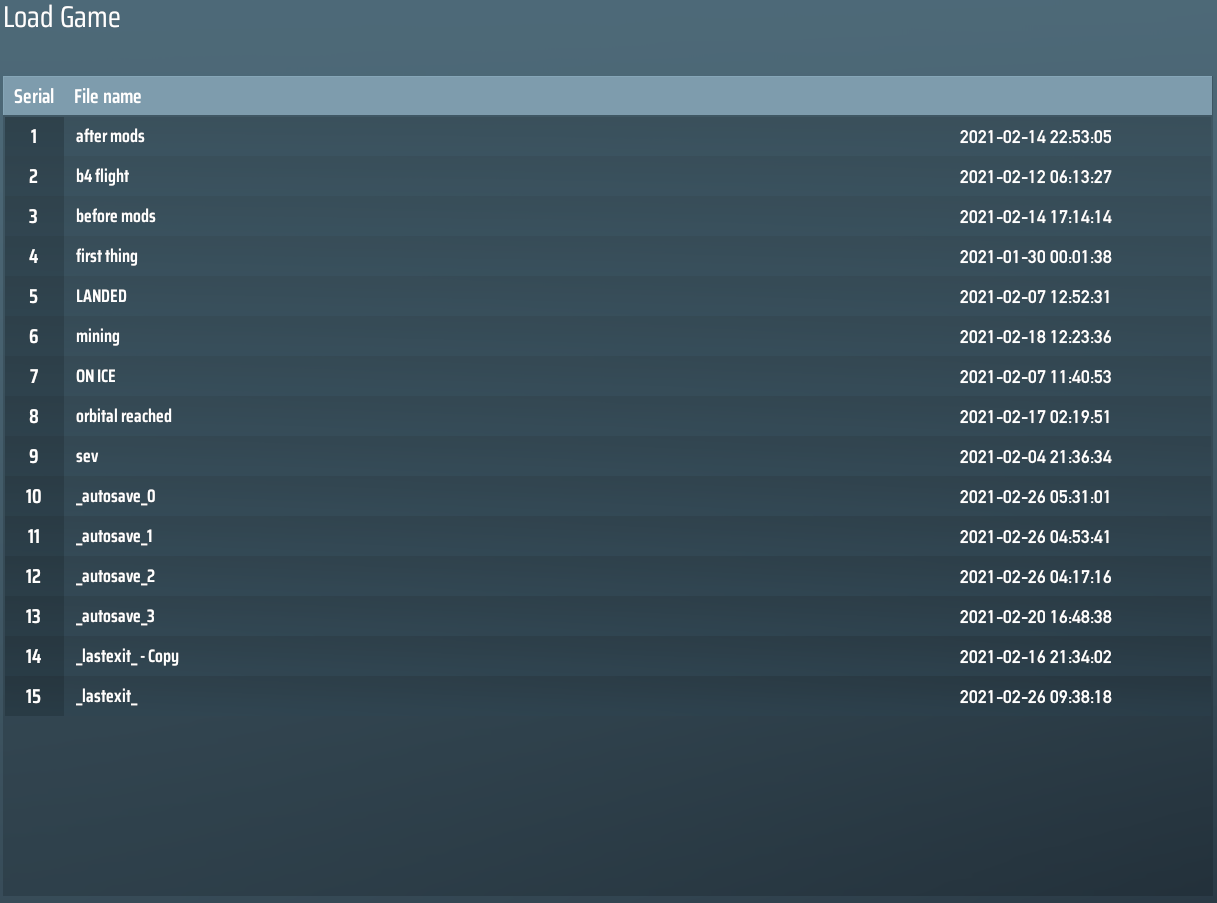 Load Game
Serial File name
1 after mods 2021-02-14 22:53:05
2 b4 flight 2021-02-12 06:13:27
3 before mods 2021-02-14 17:14:14
4 first thing 2021-01-30 00:01:38
5 LANDED 2021-02-07 12:52:31
6 mining 2021-02-18 12:23:36
7 ON ICE 2021-02-07 11:40:53
8 orbital reached 2021-02-17 02:19:51
9 sev 2021-02-04 21:36:34
10 _autosave_0 2021-02-26 05:31:01
11 _autosave_1 2021-02-26 04:53:41
12 _autosave_2 2021-02-26 04:17:16
13 _autosave_3 2021-02-20 16:48:38
14 _lastexit_ - Copy 2021-02-16 21:34:02
15 _lastexit_ 2021-02-26 09:38:18